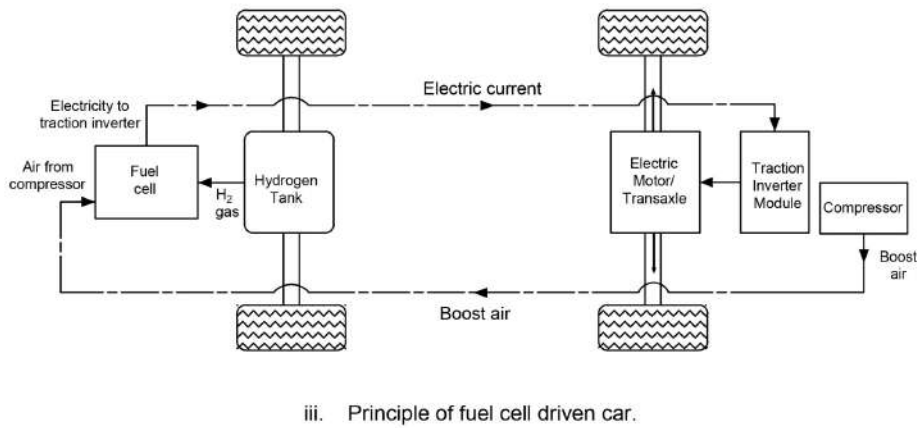 Electric current
Electricity to
traction inverter
Air from
compressor
Fuel
cell
H2
gas
Hydrogen
Tank
Electric
Motor/
Transaxle
Traction
Inverter
Module
Compressor
Boost
air
Boost air
iii. Principle of fuel cell driven car.